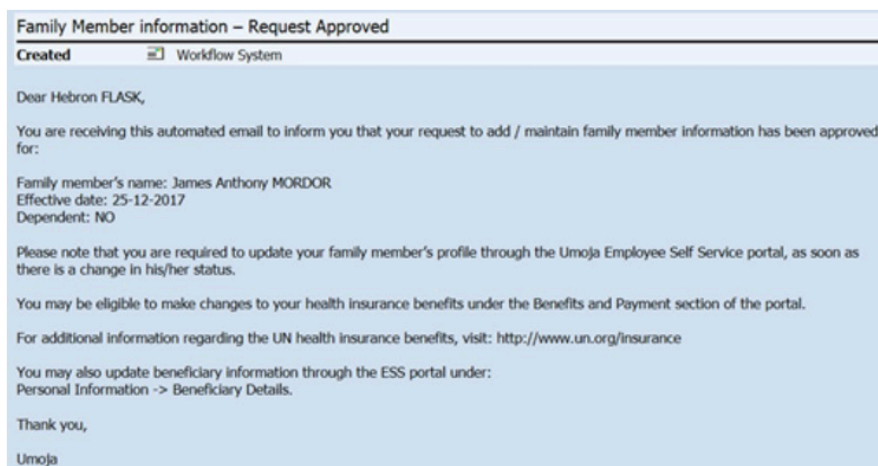 Family Member information – Request Approved
Created Workflow System
Dear Hebron FLASK,
You are receiving this automated email to inform you that your request to add / maintain family member information has been approved
for:
Family member's name: James Anthony MORDOR
Effective date: 25-12-2017
Dependent: NO
Please note that you are required to update your family member's profile through the Umoja Employee Self Service portal, as soon as
there is a change in his/her status.
You may be eligible to make changes to your health insurance benefits under the Benefits and Payment section of the portal.
For additional information regarding the UN health insurance benefits, visit: http://www.un.org/insurance
You may also update beneficiary information through the ESS portal under:
Personal Information -> Beneficiary Details.
Thank you,
Umoja